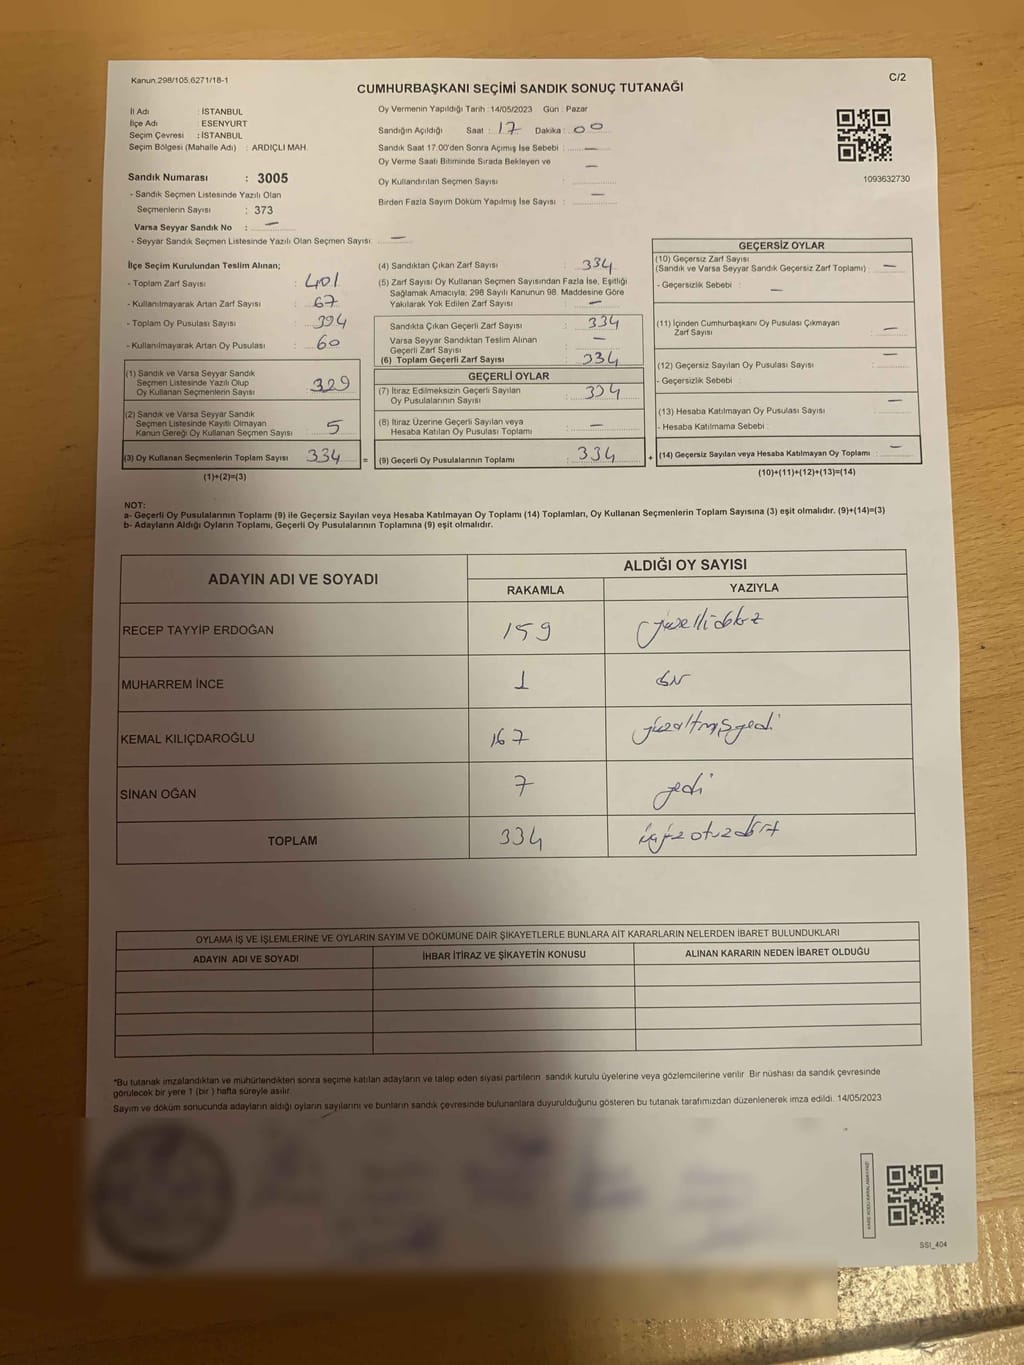 Kanun.298/105.6271/18-1
C/2
CUMHURBAŞKANI SEÇİMİ SANDIK SONUÇ TUTANAĞI
İl Adı : İSTANBUL
İlçe Adı : ESENYURT
Seçim Çevresi : İSTANBUL
Seçim Bölgesi (Mahalle Adı) : ARDIÇLI MAH.
Sandık Numarası : 3005
- Sandık Seçmen Listesinde Yazılı Olan
Seçmenlerin Sayısı : 373
Varsa Seyyar Sandık No : —
- Seyyar Sandık Seçmen Listesinde Yazılı Olan Seçmen Sayısı: —
Oy Vermenin Yapıldığı Tarih :14/05/2023 Gün : Pazar
Sandığın Açıldığı Saat : 17 Dakika : 00
Sandık Saat 17.00'den Sonra Açımış İse Sebebi : —
Oy Verme Saati Bitiminde Sırada Bekleyen ve —
Oy Kullandırılan Seçmen Sayısı :
Birden Fazla Sayım Döküm Yapılmış İse Sayısı : —
1093632730
İlçe Seçim Kurulundan Teslim Alınan;
- Toplam Zarf Sayısı : 401
- Kullanılmayarak Artan Zarf Sayısı : 67
- Toplam Oy Pusulası Sayısı : 394
- Kullanılmayarak Artan Oy Pusulası : 60
(1) Sandık ve Varsa Seyyar Sandık
Seçmen Listesinde Yazılı Olup
Oy Kullanan Seçmenlerin Sayısı : 329
(2) Sandık ve Varsa Seyyar Sandık
Seçmen Listesinde Kayıtlı Olmayan
Kanun Gereği Oy Kullanan Seçmen Sayısı : 5
(3) Oy Kullanan Seçmenlerin Toplam Sayısı : 334 =
(1)+(2)=(3)
(4) Sandıktan Çıkan Zarf Sayısı : 334
(5) Zarf Sayısı Oy Kullanan Seçmen Sayısından Fazla İse, Eşitliği
Sağlamak Amacıyla; 298 Sayılı Kanunun 98. Maddesine Göre
Yakılarak Yok Edilen Zarf Sayısı : —
Sandıkta Çıkan Geçerli Zarf Sayısı : 334
Varsa Seyyar Sandıktan Teslim Alınan
Geçerli Zarf Sayısı : —
(6) Toplam Geçerli Zarf Sayısı : 334
GEÇERLİ OYLAR
(7) İtiraz Edilmeksizin Geçerli Sayılan
Oy Pusulalarının Sayısı : 334
(8) İtiraz Üzerine Geçerli Sayılan veya
Hesaba Katılan Oy Pusulası Toplamı : —
(9) Geçerli Oy Pusulalarının Toplamı : 334 +
GEÇERSİZ OYLAR
(10) Geçersiz Zarf Sayısı
(Sandık ve Varsa Seyyar Sandık Geçersiz Zarf Toplamı) : —
- Geçersizlik Sebebi : —
(11) İçinden Cumhurbaşkanı Oy Pusulası Çıkmayan
Zarf Sayısı : —
(12) Geçersiz Sayılan Oy Pusulası Sayısı : —
- Geçersizlik Sebebi :
(13) Hesaba Katılmayan Oy Pusulası Sayısı : —
- Hesaba Katılmama Sebebi :
(14) Geçersiz Sayılan veya Hesaba Katılmayan Oy Toplamı : —
(10)+(11)+(12)+(13)=(14)
NOT:
a- Geçerli Oy Pusulalarının Toplamı (9) ile Geçersiz Sayılan veya Hesaba Katılmayan Oy Toplamı (14) Toplamları, Oy Kullanan Seçmenlerin Toplam Sayısına (3) eşit olmalıdır. (9)+(14)=(3)
b- Adayların Aldığı Oyların Toplamı, Geçerli Oy Pusulalarının Toplamına (9) eşit olmalıdır.
ADAYIN ADI VE SOYADI
ALDIĞI OY SAYISI
RAKAMLA YAZIYLA
RECEP TAYYİP ERDOĞAN 159
MUHARREM İNCE 1 BİR
KEMAL KILIÇDAROĞLU 167 yüzaltmışyedi
SİNAN OĞAN 7 yedi
TOPLAM 334 üçyüzotuzdört
OYLAMA İŞ VE İŞLEMLERİNE VE OYLARIN SAYIM VE DÖKÜMÜNE DAİR ŞİKAYETLERLE BUNLARA AİT KARARLARIN NELERDEN İBARET BULUNDUKLARI
ADAYIN ADI VE SOYADI İHBAR İTİRAZ VE ŞİKAYETİN KONUSU ALINAN KARARIN NEDEN İBARET OLDUĞU
*Bu tutanak imzalandıktan ve mühürlendikten sonra seçime katılan adayların ve talep eden siyasi partilerin sandık kurulu üyelerine veya gözlemcilerine verilir. Bir nüshası da sandık çevresinde
görülecek bir yere 1 (bir ) hafta süreyle asılır.
Sayım ve döküm sonucunda adayların aldığı oyların sayılarını ve bunların sandık çevresinde bulunanlara duyurulduğunu gösteren bu tutanak tarafımızdan düzenlenerek imza edildi. 14/05/2023
SSI_404